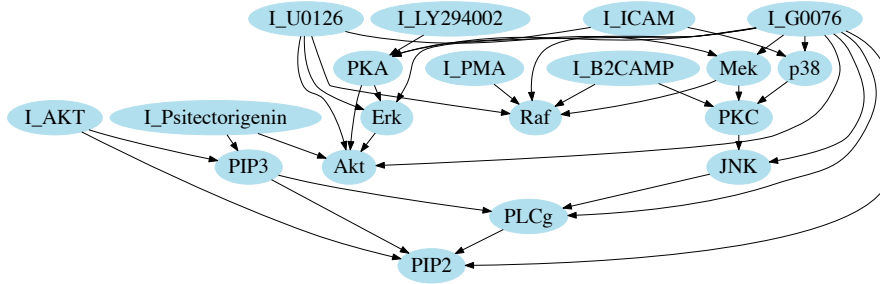 I_U0126 I_LY294002 I_ICAM I_G0076
PKA I_PMA I_B2CAMP Mek p38
I_AKT I_Psitectorigenin Erk Raf PKC
PIP3 Akt JNK
PLCg
PIP2